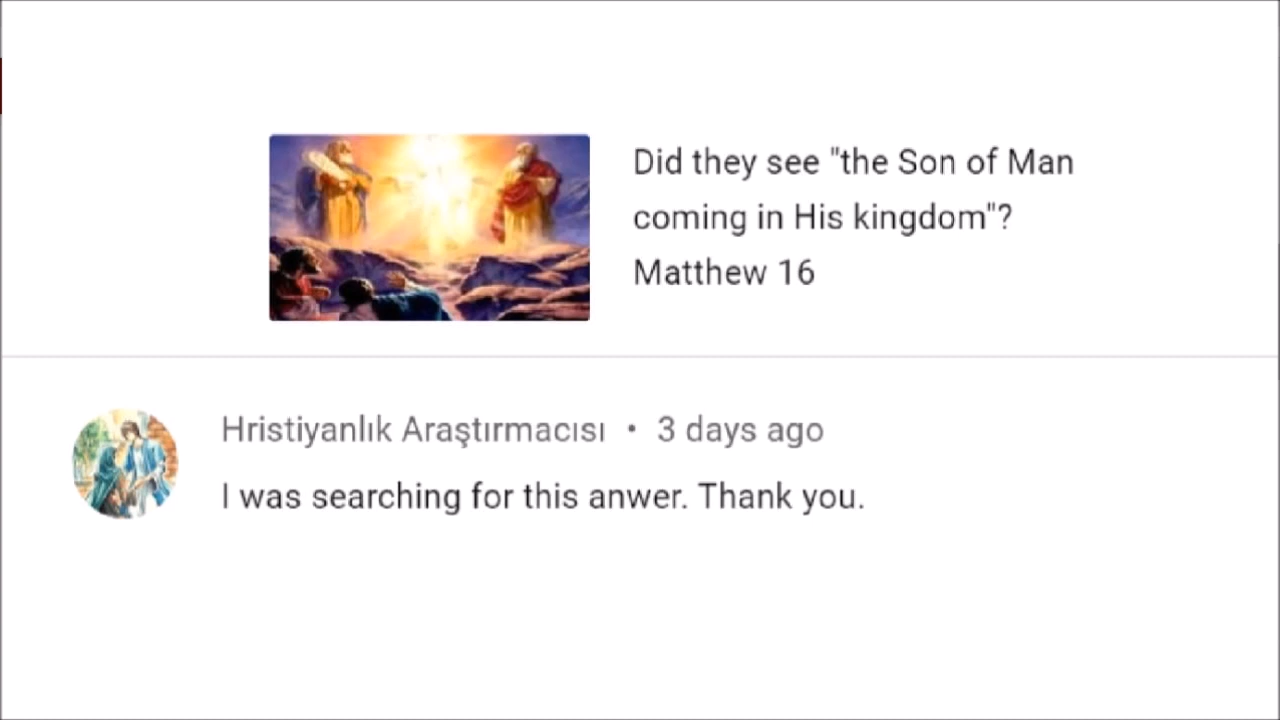 Did they see "the Son of Man
coming in His kingdom"?
Matthew 16
Hristiyanlık Araştırmacısı • 3 days ago
I was searching for this anwer. Thank you.